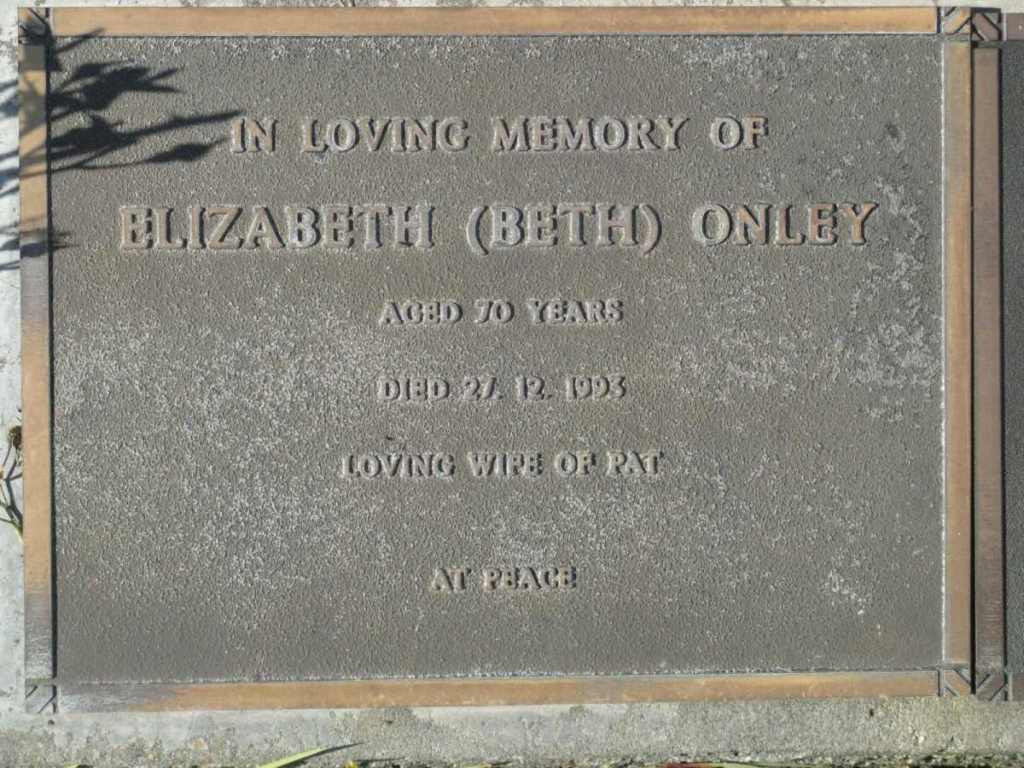 IN LOVING MEMORY OF
ELIZABETH (BETH) ONLEY
AGED 70 YEARS
DIED 27. 12. 1993
LOVING WIFE OF PAT
AT PEACE